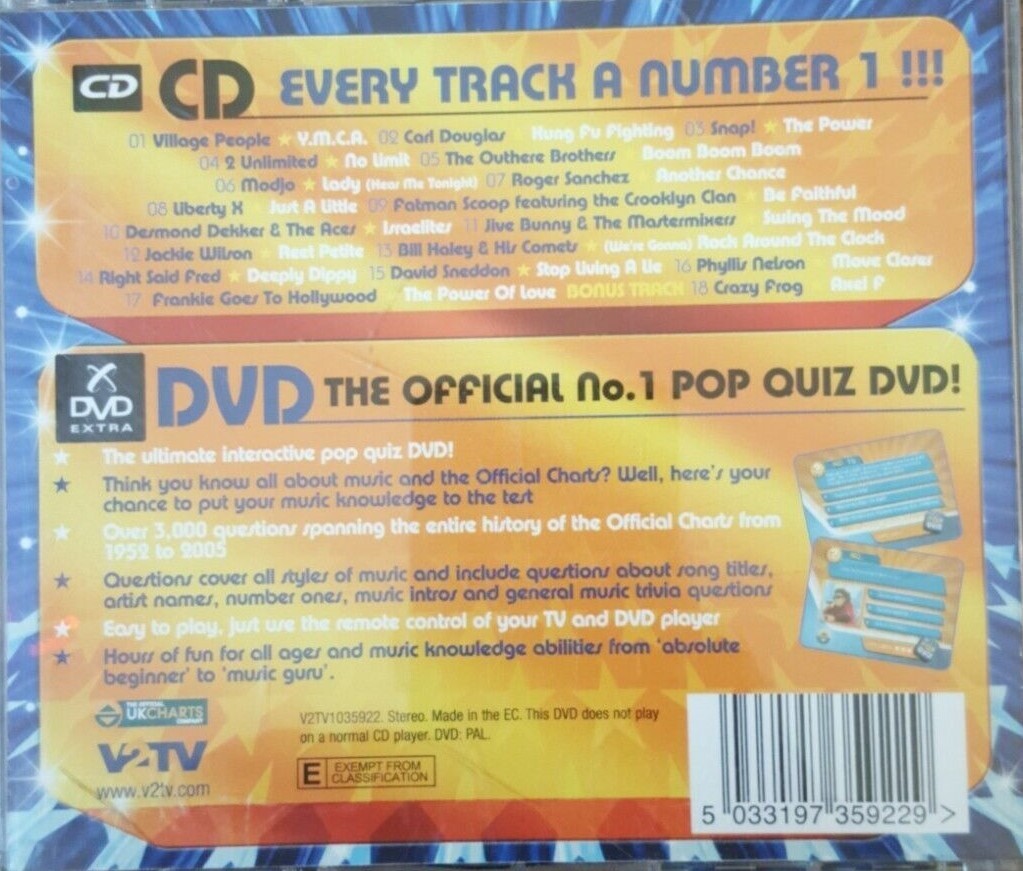 CD CD EVERY TRACK A NUMBER 1 !!!
01 Village People ★ Y.M.C.A. 02 Carl Douglas Kung Fu Fighting 03 Snap! ★ The Power
04 2 Unlimited ★ No Limit 05 The Outhere Brothers Boom Boom Boom
06 Modjo ★ Lady (Hear Me Tonight) 07 Roger Sanchez Another Chance
08 Liberty X Just A Little 09 Fatman Scoop featuring the Crooklyn Clan Be Faithful
10 Desmond Dekker & The Aces ★ Israelites 11 Jive Bunny & The Mastermixers Swing The Mood
12 Jackie Wilson Reet Petite 13 Bill Haley & His Comets ★ (We're Gonna) Rock Around The Clock
14 Right Said Fred ★ Deeply Dippy 15 David Sneddon ★ Stop Living A Lie 16 Phyllis Nelson Move Closer
17 Frankie Goes To Hollywood The Power Of Love BONUS TRACK 18 Crazy Frog Axel F
DVD EXTRA DVD THE OFFICIAL No.1 POP QUIZ DVD!
★ The ultimate interactive pop quiz DVD!
★ Think you know all about music and the Official Charts? Well, here's your
chance to put your music knowledge to the test
★ Over 3,000 questions spanning the entire history of the Official Charts from
1952 to 2005
★ Questions cover all styles of music and include questions about song titles,
artist names, number ones, music intros and general music trivia questions
★ Easy to play, just use the remote control of your TV and DVD player
★ Hours of fun for all ages and music knowledge abilities from 'absolute
beginner' to 'music guru'.
THE OFFICIAL
UKCHARTS
COMPANY
V2TV
www.v2tv.com
V2TV1035922. Stereo. Made in the EC. This DVD does not play
on a normal CD player. DVD: PAL.
E EXEMPT FROM
CLASSIFICATION
5 033197 359229 >